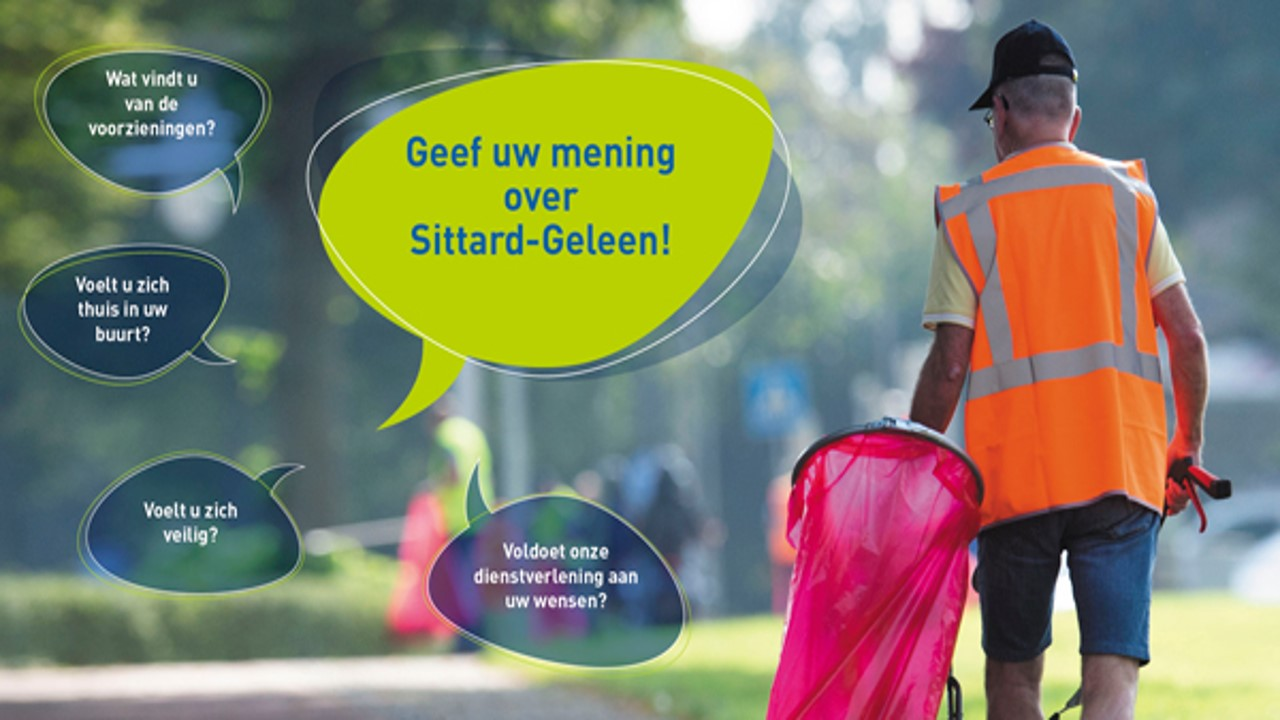 Wat vindt u
van de
voorzieningen?
Geef uw mening
over
Sittard-Geleen!
Voelt u zich
thuis in uw
buurt?
Voelt u zich
veilig?
Voldoet onze
dienstverlening aan
uw wensen?